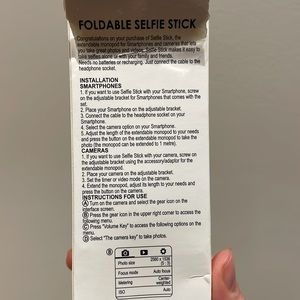 FOLDABLE SELFIE STICK
Congratulations on your purchase of Selfie Stick, the
extendable monopod for Smartphones and cameras that lets
you take great photos and videos. Selfie Stick makes it easy to
take selfies alone or with your family and friends.
Needs no batteries or recharging. Just connect the cable to the
headphone socket.
INSTALLATION
SMARTPHONES
1. If you want to use Selfie Stick with your Smartphone, screw
on the adjustable bracket for Smartphones that comes with the
set.
2. Place your Smartphone on the adjustable bracket.
3. Connect the cable to the headphone socket on your
Smartphone.
4. Select the camera option on your Smartphone.
5. Adjust the length of the extendable monopod to your needs
and press the button on the extendable monopod to take the
photo (the monopod can be extended to 1 metre).
CAMERAS
1. If you want to use Selfie Stick with your camera, screw on
the adjustable bracket using the accessory/adaptor for the
extendable monopod.
2. Place your camera on the adjustable bracket.
3. Set the timer or video mode on the camera.
4. Extend the monopod, adjust its length to your needs and
press the button on the camera.
INSTRUCTIONS FOR USE
A Turn on the camera and select the gear icon on the
interface screen.
B Press the gear icon in the upper right corner to access the
following menu.
C Press "Volume Key" to access the following options on the
menu.
D Select "The camera key" to take photos.
B
Photo size
Focus mode Auto focus
Metering Center-
weighted
ISO Auto